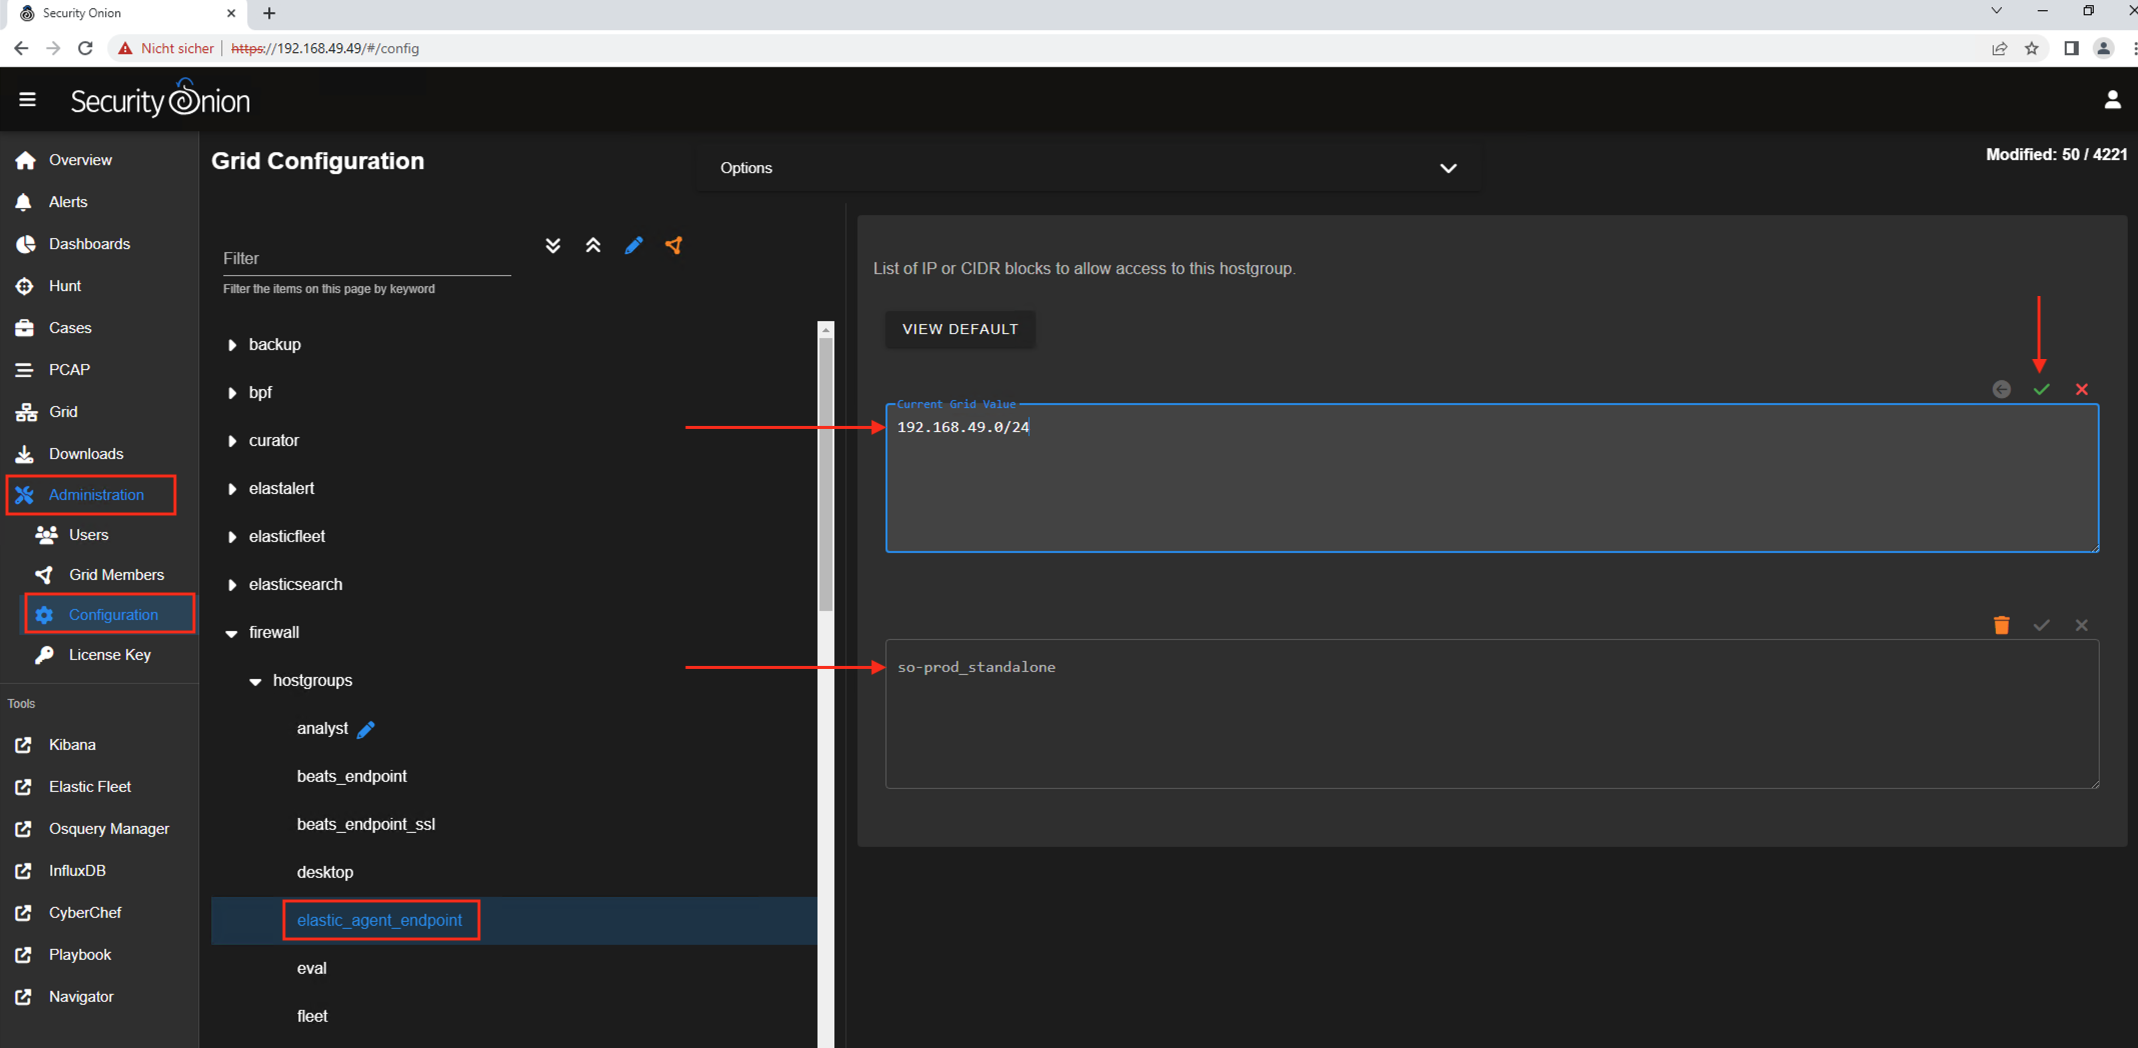 Security Onion
Nicht sicher
https://192.168.49.49/#/config
Security Onion
Overview
Alerts
Dashboards
Hunt
Cases
PCAP
Grid
Downloads
Administration
Users
Grid Members
Configuration
License Key
Tools
Kibana
Elastic Fleet
Osquery Manager
InfluxDB
CyberChef
Playbook
Navigator
Grid Configuration
Options
Modified: 50 / 4221
Filter
Filter the items on this page by keyword
backup
bpf
curator
elastalert
elasticfleet
elasticsearch
firewall
hostgroups
analyst
beats_endpoint
beats_endpoint_ssl
desktop
elastic_agent_endpoint
eval
fleet
List of IP or CIDR blocks to allow access to this hostgroup.
VIEW DEFAULT
Current Grid Value
192.168.49.0/24
so-prod_standalone